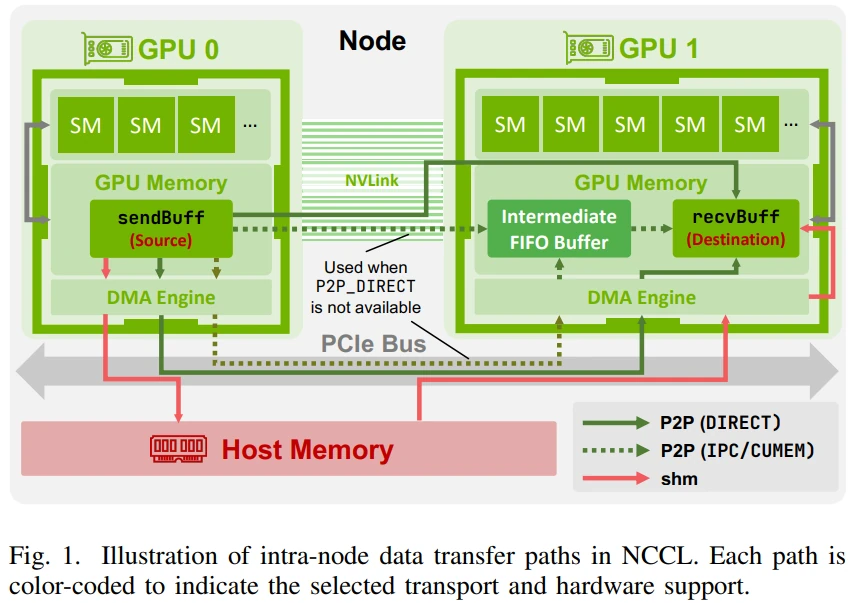 GPU 0
Node
GPU 1
SM SM SM ...
SM SM SM SM SM ...
GPU Memory
NVLink
GPU Memory
sendBuff
(Source)
Intermediate
FIFO Buffer
recvBuff
(Destination)
Used when
P2P_DIRECT
is not available
DMA Engine
DMA Engine
PCIe Bus
Host Memory
P2P (DIRECT)
P2P (IPC/CUMEM)
shm
Fig. 1. Illustration of intra-node data transfer paths in NCCL. Each path is
color-coded to indicate the selected transport and hardware support.